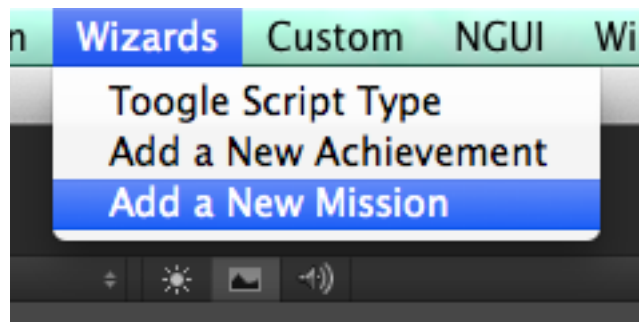 n Wizards Custom NGUI Wi
Toogle Script Type
Add a New Achievement
Add a New Mission